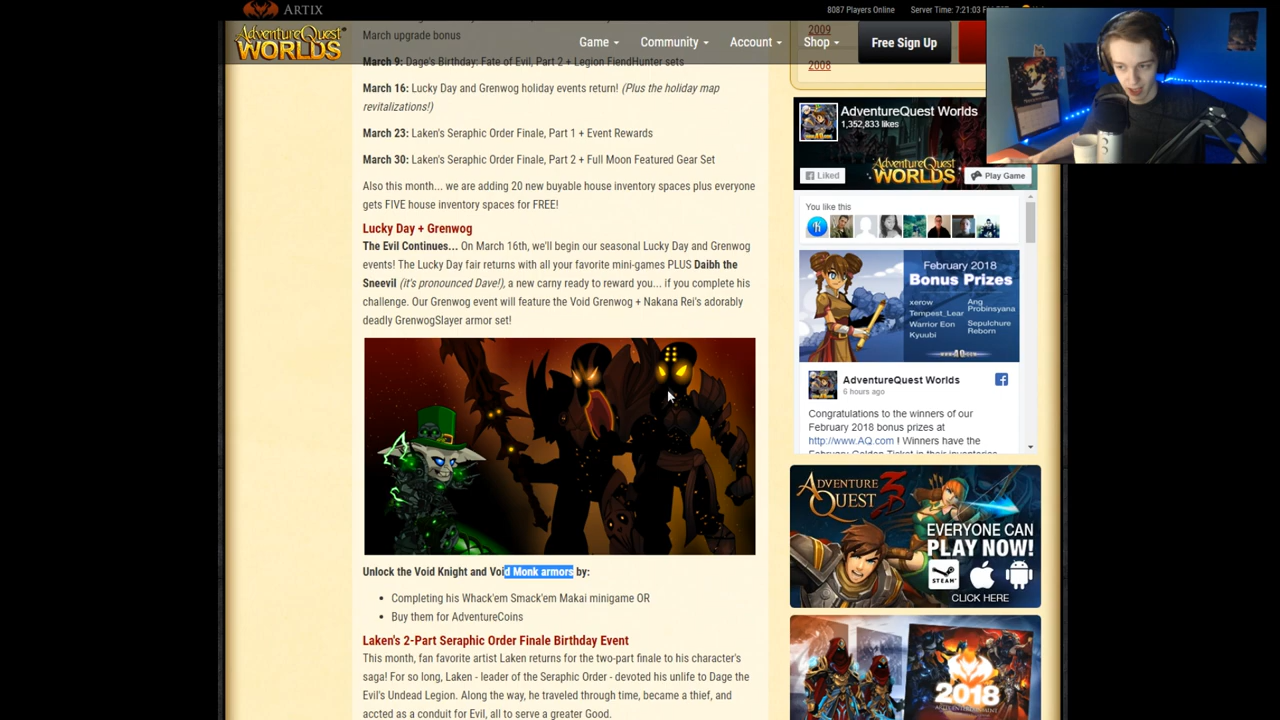 ARTIX
8087 Players Online
Server Time: 7:21:03
AdventureQuest
WORLDS
Game
Community
Account
Shop
Free Sign Up
March upgrade bonus
March 9: Dage's Birthday: Fate of Evil, Part 2 + Legion FiendHunter sets
March 16: Lucky Day and Grenwog holiday events return! (Plus the holiday map
revitalizations!)
March 23: Laken's Seraphic Order Finale, Part 1 + Event Rewards
March 30: Laken's Seraphic Order Finale, Part 2 + Full Moon Featured Gear Set
Also this month... we are adding 20 new buyable house inventory spaces plus everyone
gets FIVE house inventory spaces for FREE!
Lucky Day + Grenwog
The Evil Continues... On March 16th, we'll begin our seasonal Lucky Day and Grenwog
events! The Lucky Day fair returns with all your favorite mini-games PLUS Daibh the
Sneevil (it's pronounced Dave!), a new carny ready to reward you... if you complete his
challenge. Our Grenwog event will feature the Void Grenwog + Nakana Rei's adorably
deadly GrenwogSlayer armor set!
Unlock the Void Knight and Void Monk armors by:
Completing his Whack'em Smack'em Makai minigame OR
Buy them for AdventureCoins
Laken's 2-Part Seraphic Order Finale Birthday Event
This month, fan favorite artist Laken returns for the two-part finale to his character's
saga! For so long, Laken - leader of the Seraphic Order - devoted his unlife to Dage the
Evil's Undead Legion. Along the way, he traveled through time, became a thief, and
accted as a conduit for Evil, all to serve a greater Good.
2009
2008
AdventureQuest Worlds
1,352,833 likes
AdventureQuest
WORLDS
Liked
Play Game
You like this
February 2018
Bonus Prizes
xerow
Tempest_Lear
Warrior Eon
Kyuubi
Ang
Probinsyana
Sepulchure
Reborn
AdventureQuest Worlds
6 hours ago
Congratulations to the winners of our
February 2018 bonus prizes at
http://www.AQ.com ! Winners have the
February Golden Ticket in their inventories
ADVENTURE
QUEST 3D
EVERYONE CAN
PLAY NOW!
STEAM
CLICK HERE
2018